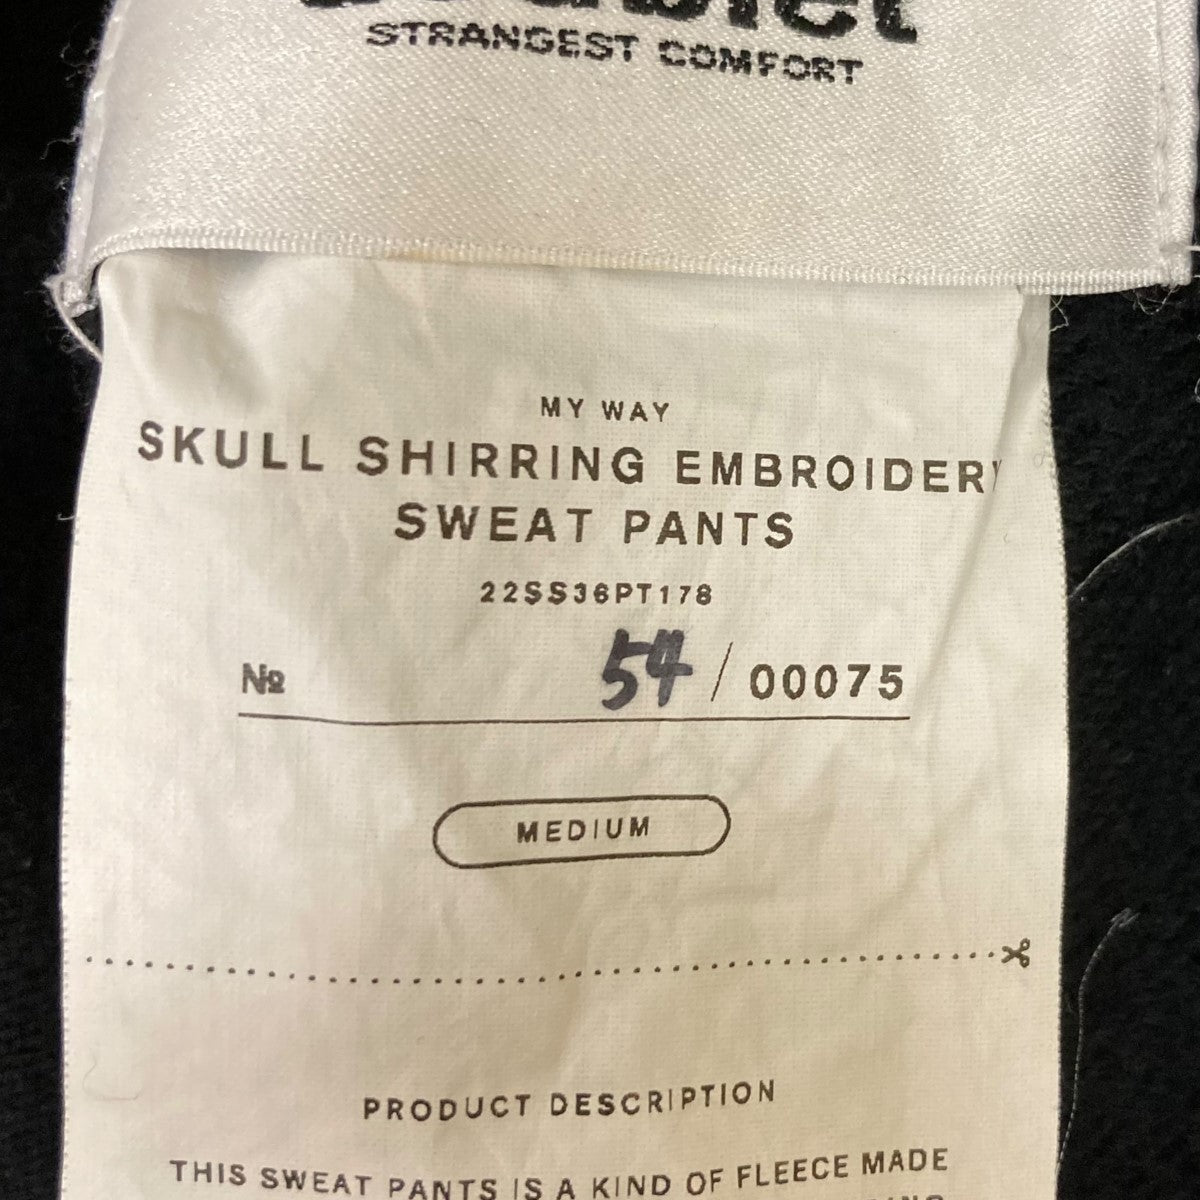 STRANGEST COMFORT
MY WAY
SKULL SHIRRING EMBROIDERY
SWEAT PANTS
22SS36PT178
№ 54 / 00075
MEDIUM
PRODUCT DESCRIPTION
THIS SWEAT PANTS IS A KIND OF FLEECE MADE